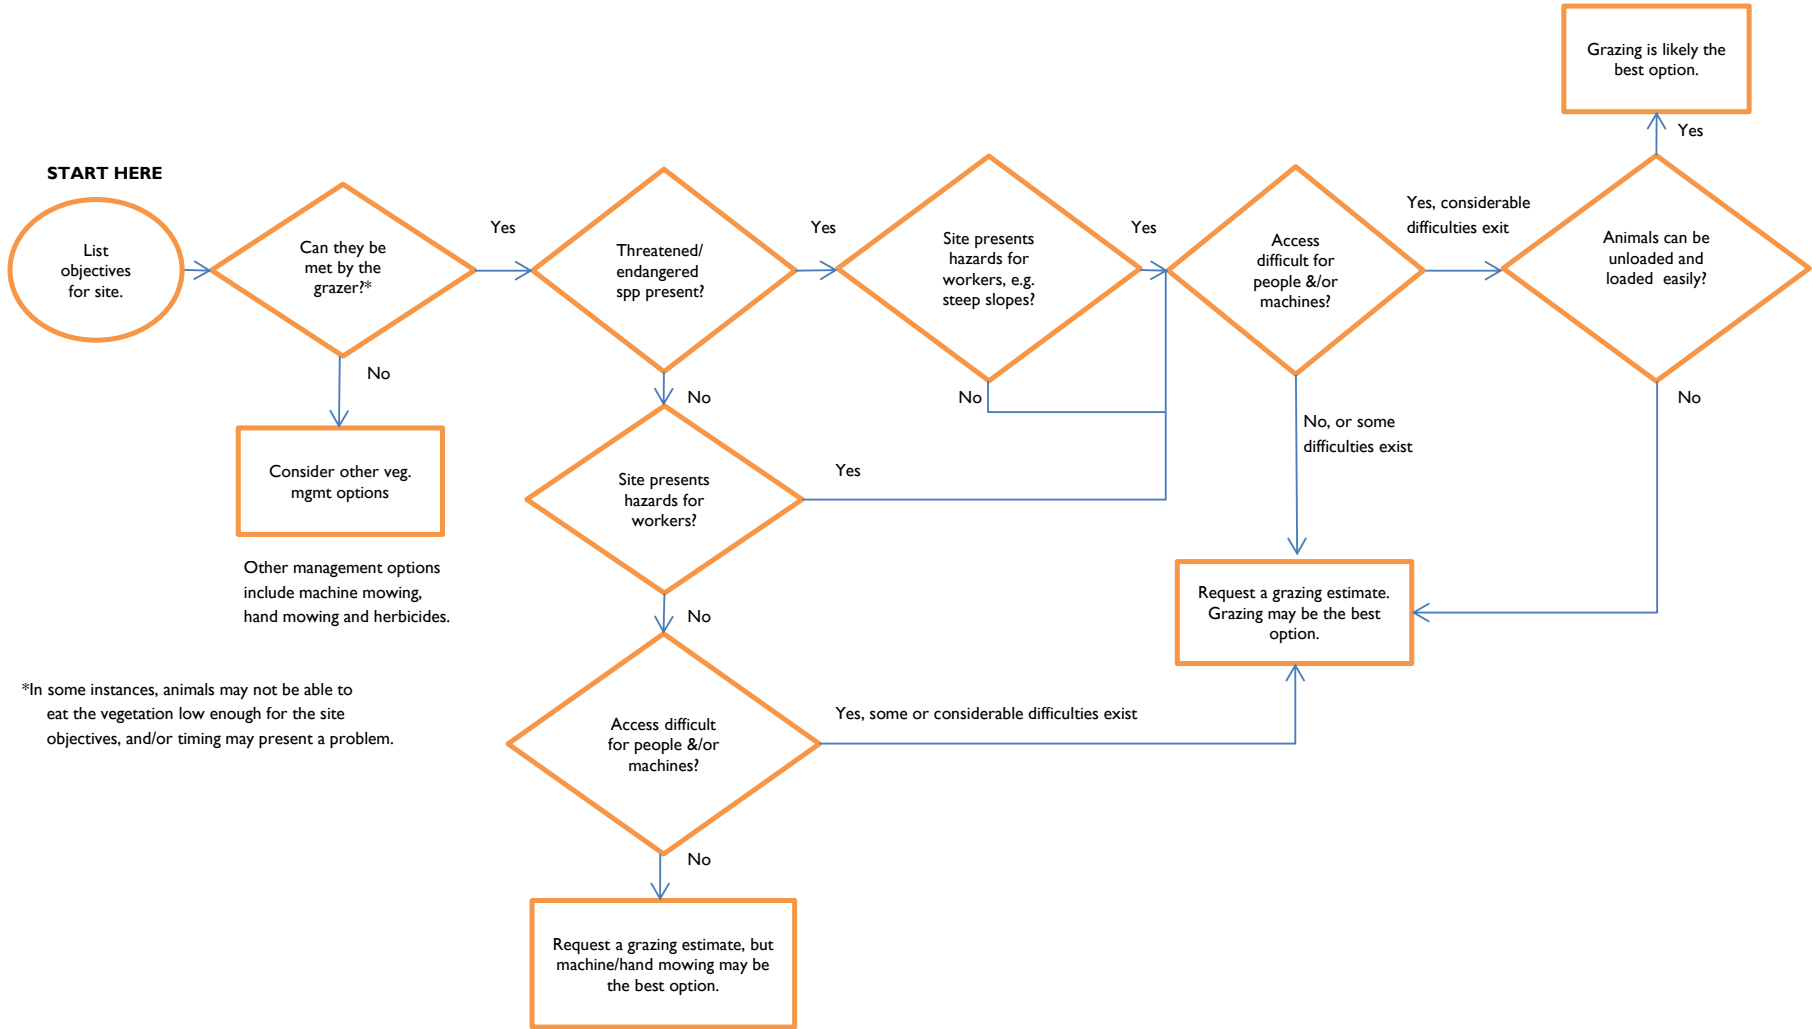 Grazing is likely the
best option.
Yes
START HERE
List
objectives
for site.
Can they be
met by the
grazer?*
Yes
Threatened/
endangered
spp present?
Yes
Site presents
hazards for
workers, e.g.
steep slopes?
Yes
Access
difficult for
people &/or
machines?
Yes, considerable
difficulties exit
Animals can be
unloaded and
loaded easily?
No
No
No
No
No, or some
difficulties exist
Consider other veg.
mgmt options
Site presents
hazards for
workers?
Yes
Other management options
include machine mowing,
hand mowing and herbicides.
No
Request a grazing estimate.
Grazing may be the best
option.
*In some instances, animals may not be able to
eat the vegetation low enough for the site
objectives, and/or timing may present a problem.
Access difficult
for people &/or
machines?
Yes, some or considerable difficulties exist
No
Request a grazing estimate, but
machine/hand mowing may be
the best option.